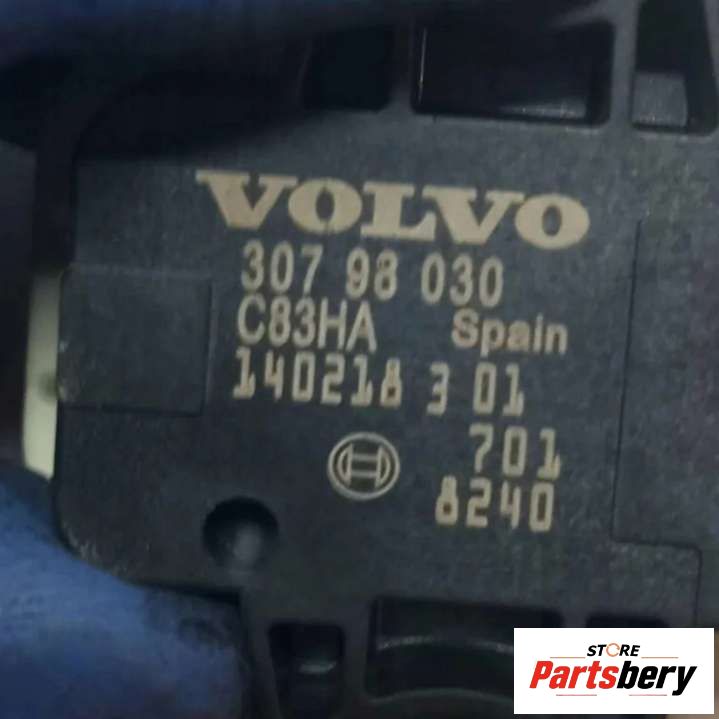 VOLVO
307 98 030
C83HA Spain
140218 3 01
701
8240
STORE
Partsbery